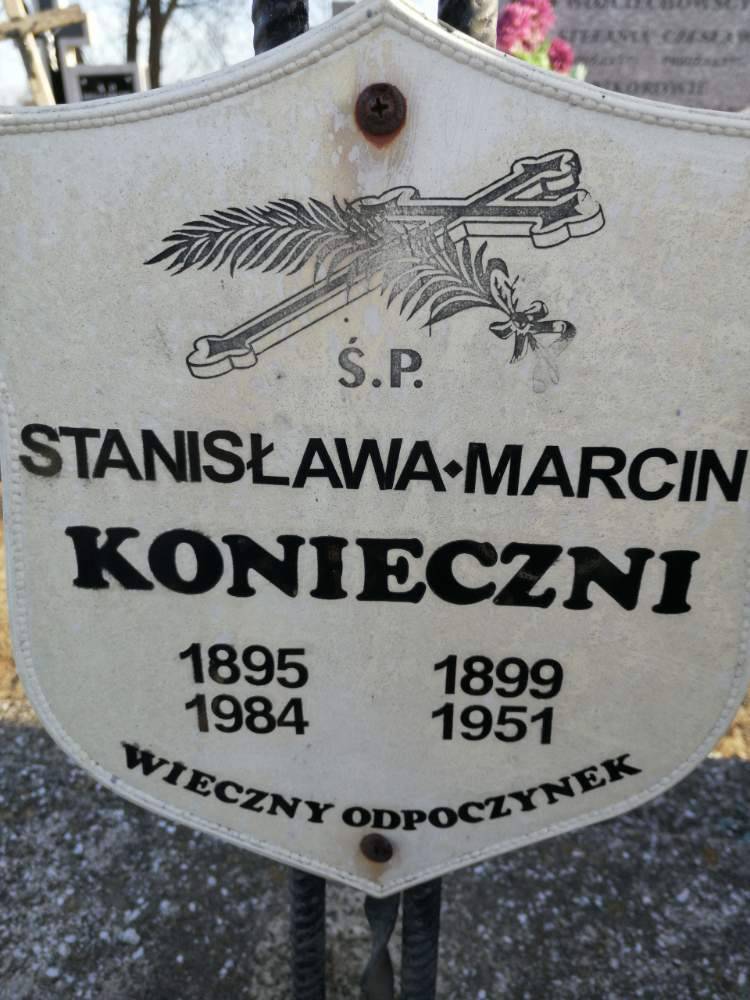 Ś.P.
STANISŁAWA•MARCIN
KONIECZNI
1895 1899
1984 1951
WIECZNY ODPOCZYNEK